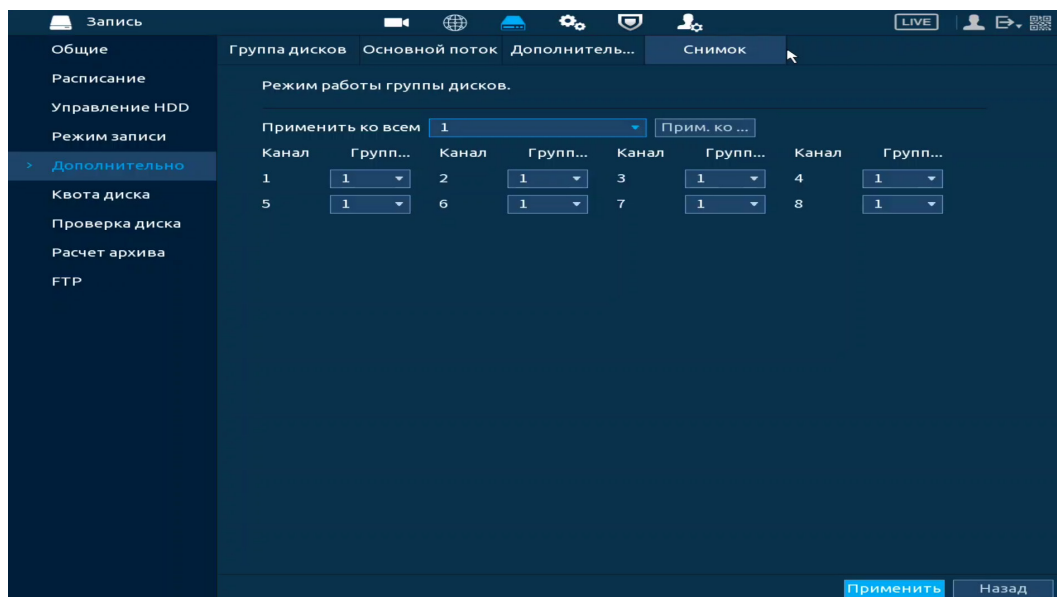 Запись
LIVE
Общие
Расписание
Управление HDD
Режим записи
> Дополнительно
Квота диска
Проверка диска
Расчет архива
FTP
Группа дисков Основной поток Дополнитель... Снимок
Режим работы группы дисков.
Применить ко всем 1 Прим. ко ...
Канал Групп... Канал Групп... Канал Групп... Канал Групп...
1 1 2 1 3 1 4 1
5 1 6 1 7 1 8 1
Применить Назад